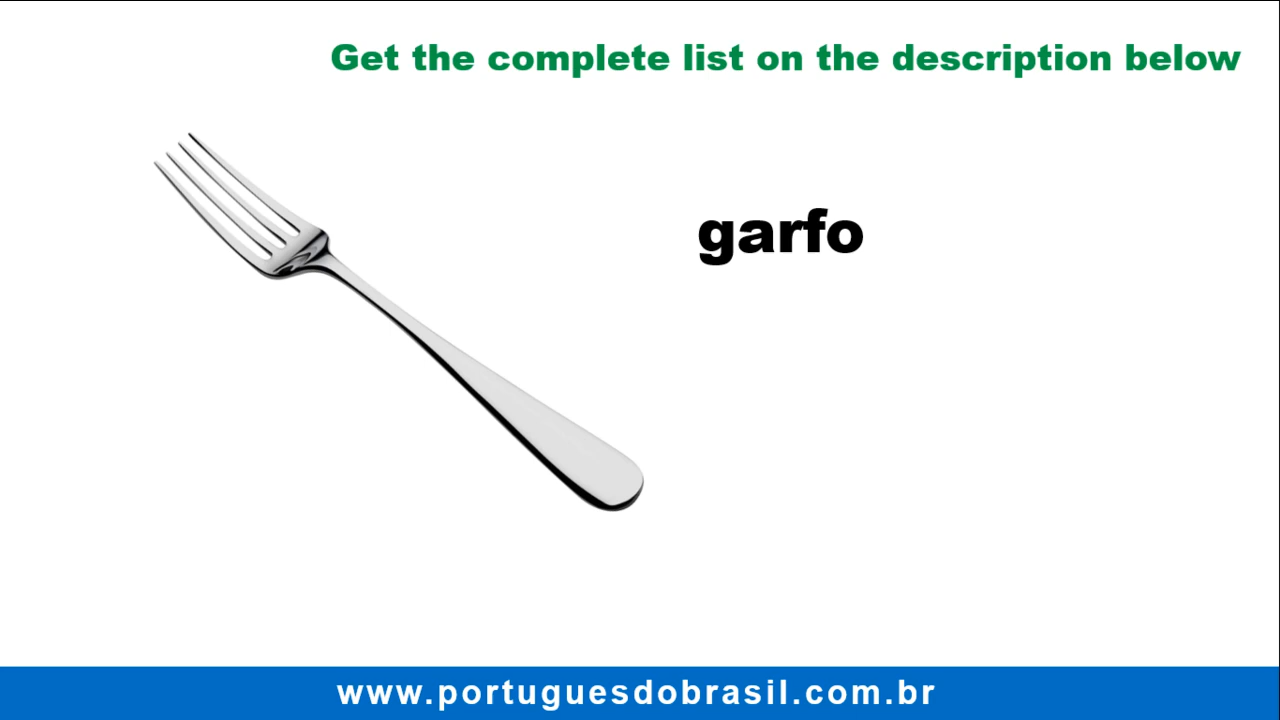 Get the complete list on the description below
garfo
www.portuguesdobrasil.com.br